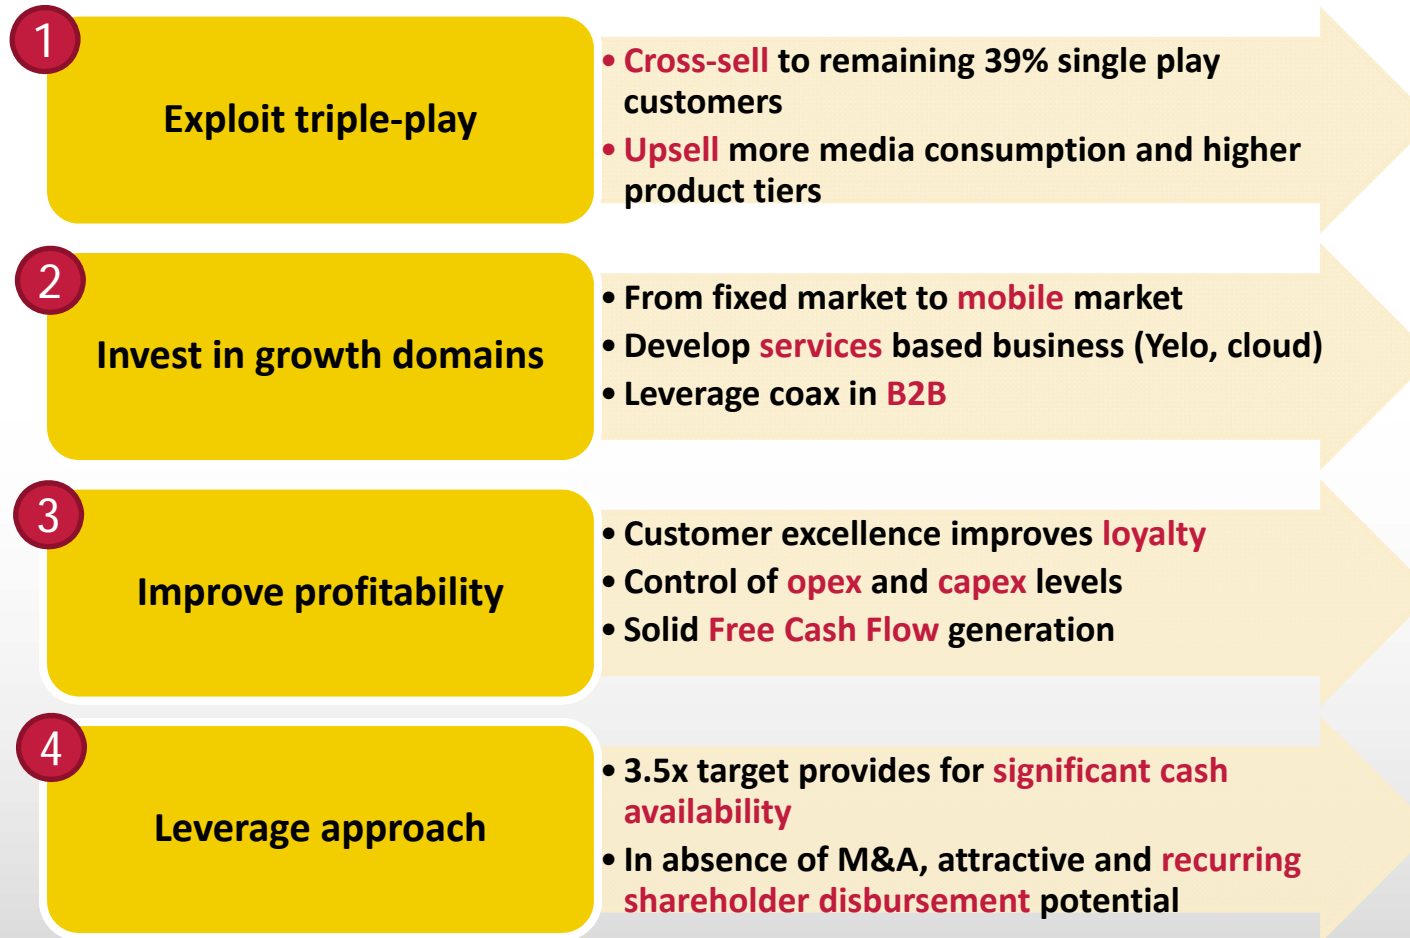 1
Exploit triple-play
• Cross-sell to remaining 39% single play
customers
• Upsell more media consumption and higher
product tiers
2
Invest in growth domains
• From fixed market to mobile market
• Develop services based business (Yelo, cloud)
• Leverage coax in B2B
3
Improve profitability
• Customer excellence improves loyalty
• Control of opex and capex levels
• Solid Free Cash Flow generation
4
Leverage approach
• 3.5x target provides for significant cash
availability
• In absence of M&A, attractive and recurring
shareholder disbursement potential